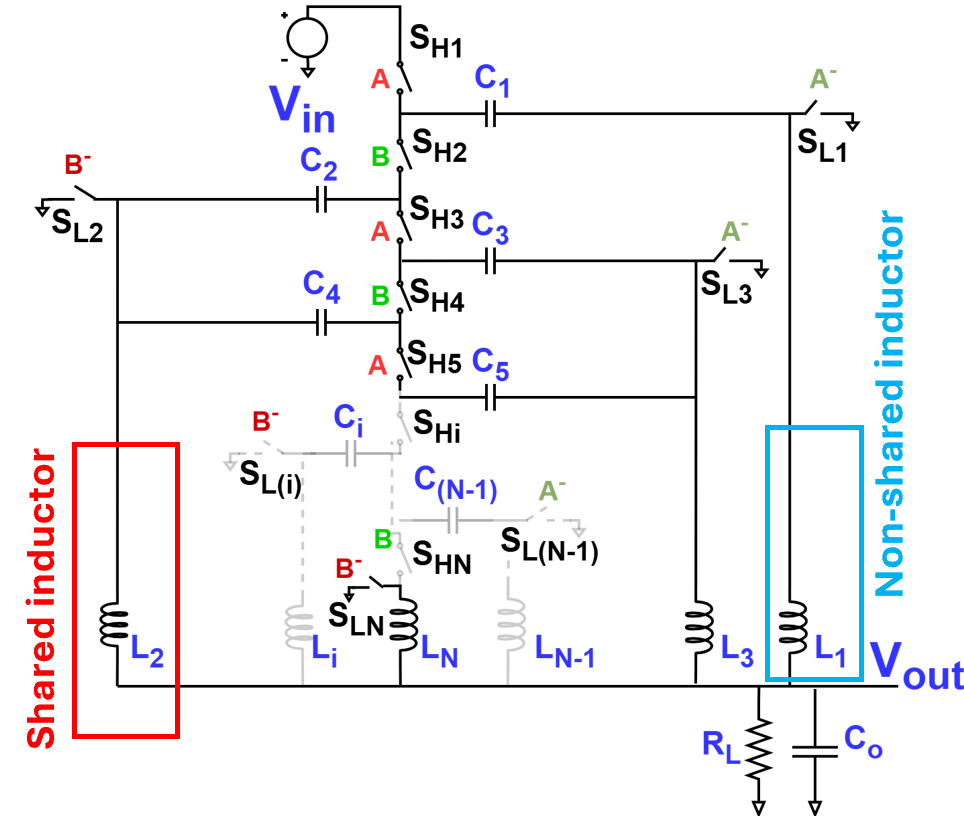 +
-
V_in
S_H1
A
C_1
A^-
S_L1
S_H2
B
C_2
B^-
S_L2
S_H3
A
C_3
A^-
S_L3
S_H4
B
C_4
S_H5
A
C_5
S_Hi
B^-
C_i
S_L(i)
C_(N-1)
A^-
S_L(N-1)
B
S_HN
B^-
S_LN
L_2
L_i
L_N
L_N-1
L_3
L_1
V_out
R_L
C_o
Shared inductor
Non-shared inductor